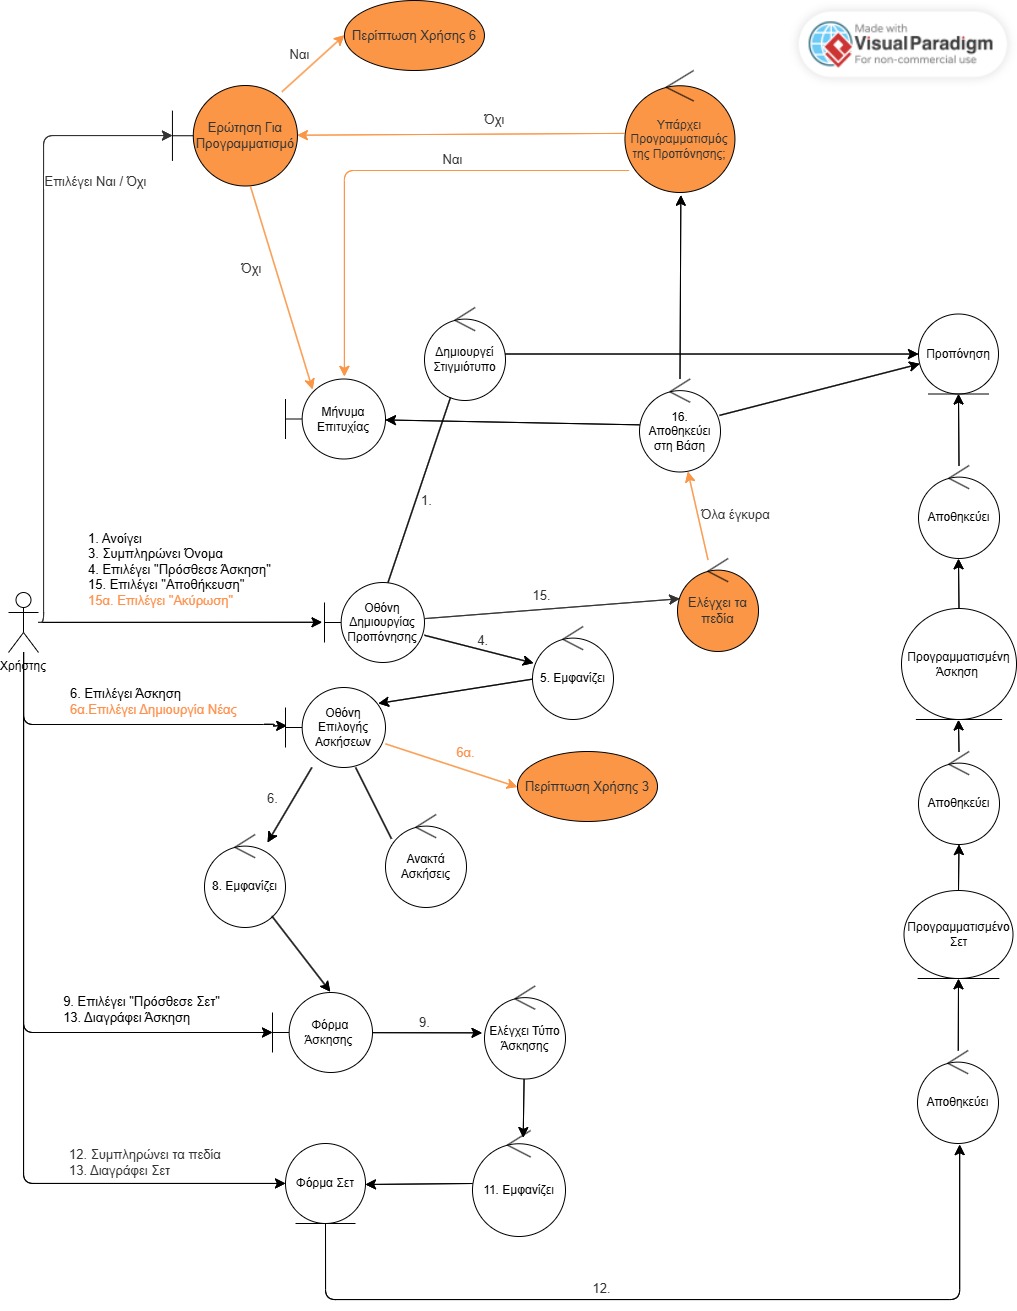 Made with
Visual Paradigm
For non-commercial use
Περίπτωση Χρήσης 6
Ναι
Ερώτηση Για
Προγραμματισμό
Όχι
Υπάρχει
Προγραμματισμός
της Προπόνησης;
Ναι
Επιλέγει Ναι / Όχι
Όχι
Δημιουργεί
Στιγμιότυπο
Προπόνηση
Μήνυμα
Επιτυχίας
16.
Αποθηκεύει
στη Βάση
1.
Όλα έγκυρα
Αποθηκεύει
1. Ανοίγει
3. Συμπληρώνει Όνομα
4. Επιλέγει "Πρόσθεσε Άσκηση"
15. Επιλέγει "Αποθήκευση"
15α. Επιλέγει "Ακύρωση"
Χρήστης
Οθόνη
Δημιουργίας
Προπόνησης
15.
Ελέγχει τα
πεδία
4.
5. Εμφανίζει
Προγραμματισμένη
Άσκηση
6. Επιλέγει Άσκηση
6α.Επιλέγει Δημιουργία Νέας
Οθόνη
Επιλογής
Ασκήσεων
6α.
Περίπτωση Χρήσης 3
6.
Αποθηκεύει
8. Εμφανίζει
Ανακτά
Ασκήσεις
Προγραμματισμένο
Σετ
9. Επιλέγει "Πρόσθεσε Σετ"
13. Διαγράφει Άσκηση
Φόρμα
Άσκησης
9.
Ελέγχει Τύπο
Άσκησης
Αποθηκεύει
12. Συμπληρώνει τα πεδία
13. Διαγράφει Σετ
Φόρμα Σετ
11. Εμφανίζει
12.